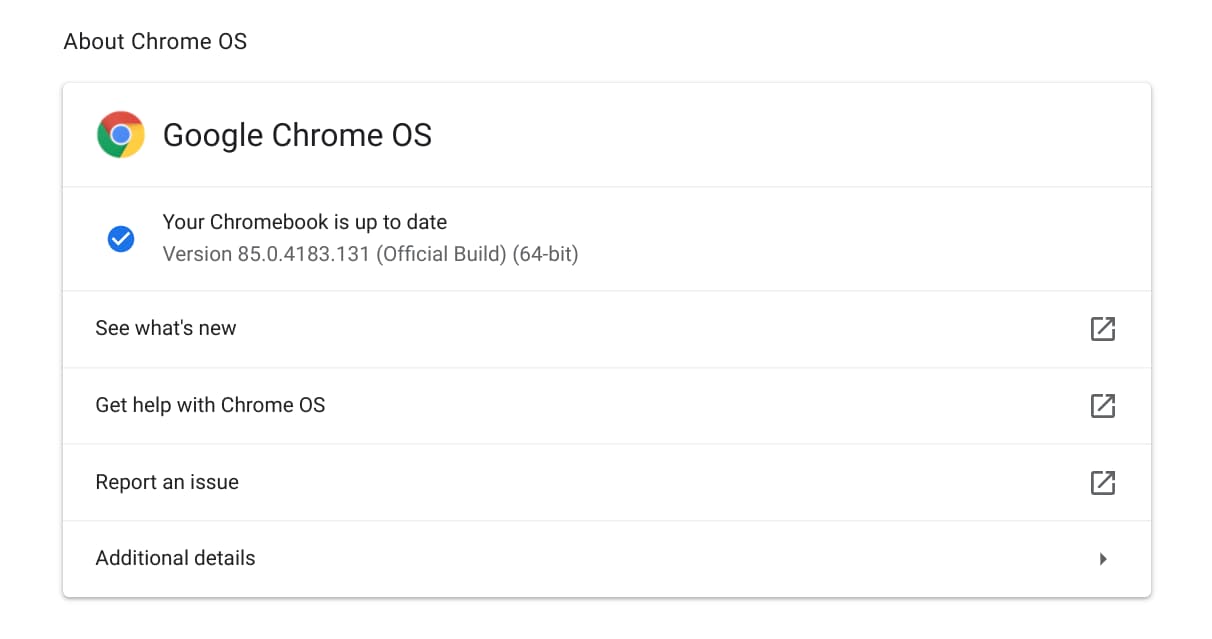 About Chrome OS
Google Chrome OS
Your Chromebook is up to date
Version 85.0.4183.131 (Official Build) (64-bit)
See what's new
Get help with Chrome OS
Report an issue
Additional details